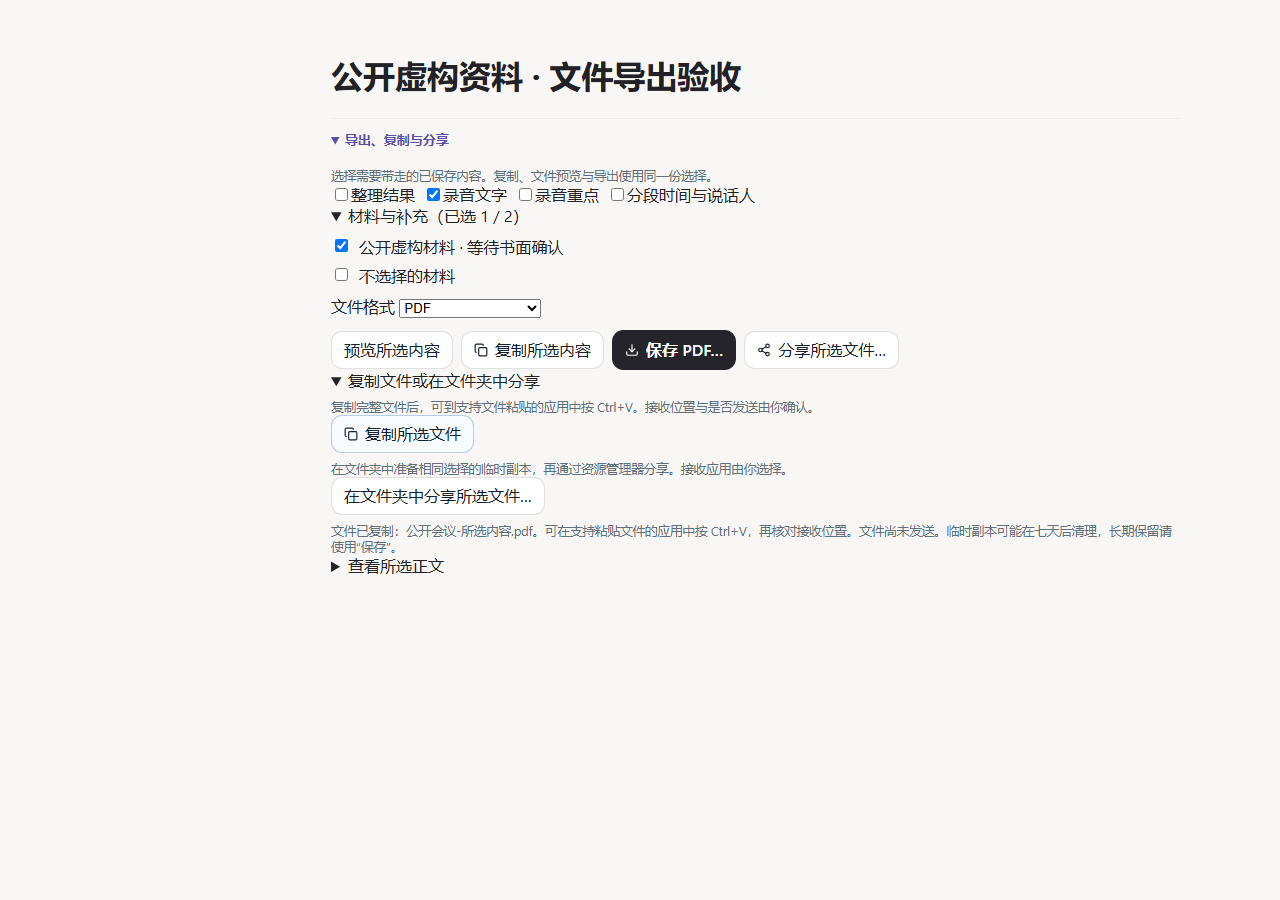 公开虚构资料 · 文件导出验收
▼ 导出、复制与分享
选择需要带走的已保存内容。复制、文件预览与导出使用同一份选择。
整理结果 录音文字 录音重点 分段时间与说话人
▼ 材料与补充（已选 1 / 2）
公开虚构材料 · 等待书面确认
不选择的材料
文件格式 PDF
预览所选内容 复制所选内容 保存 PDF... 分享所选文件...
▼ 复制文件或在文件夹中分享
复制完整文件后，可到支持文件粘贴的应用中按 Ctrl+V。接收位置与是否发送由你确认。
复制所选文件
在文件夹中准备相同选择的临时副本，再通过资源管理器分享。接收应用由你选择。
在文件夹中分享所选文件...
文件已复制：公开会议-所选内容.pdf。可在支持粘贴文件的应用中按 Ctrl+V，再核对接收位置。文件尚未发送。临时副本可能在七天后清理，长期保留请
使用“保存”。
▶ 查看所选正文